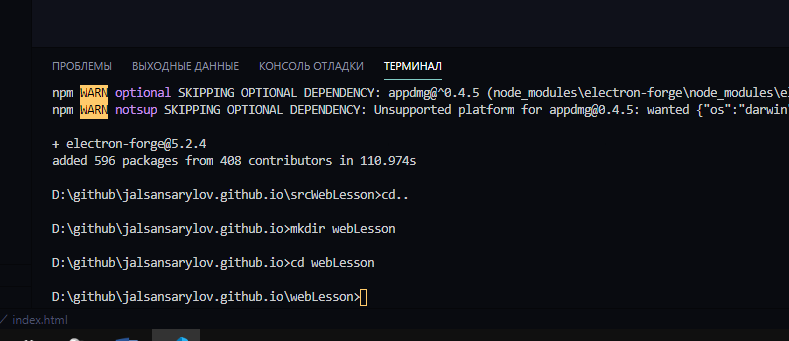 ПРОБЛЕМЫ ВЫХОДНЫЕ ДАННЫЕ КОНСОЛЬ ОТЛАДКИ ТЕРМИНАЛ
npm WARN optional SKIPPING OPTIONAL DEPENDENCY: appdmg@^0.4.5 (node_modules\electron-forge\node_modules\el
npm WARN notsup SKIPPING OPTIONAL DEPENDENCY: Unsupported platform for appdmg@0.4.5: wanted {"os":"darwin"
+ electron-forge@5.2.4
added 596 packages from 408 contributors in 110.974s
D:\github\jalsansarylov.github.io\srcWebLesson>cd..
D:\github\jalsansarylov.github.io>mkdir webLesson
D:\github\jalsansarylov.github.io>cd webLesson
D:\github\jalsansarylov.github.io\webLesson>
index.html